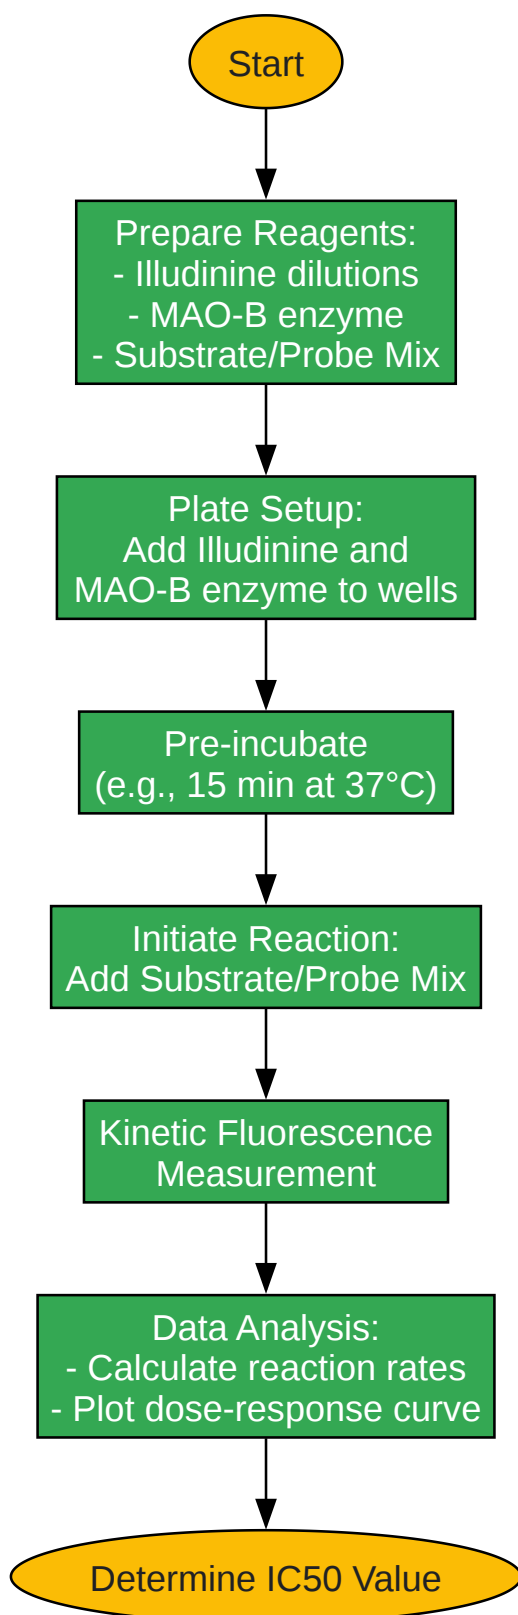 Start
Prepare Reagents:
- Illudinine dilutions
- MAO-B enzyme
- Substrate/Probe Mix
Plate Setup:
Add Illudinine and
MAO-B enzyme to wells
Pre-incubate
(e.g., 15 min at 37°C)
Initiate Reaction:
Add Substrate/Probe Mix
Kinetic Fluorescence
Measurement
Data Analysis:
- Calculate reaction rates
- Plot dose-response curve
Determine IC50 Value